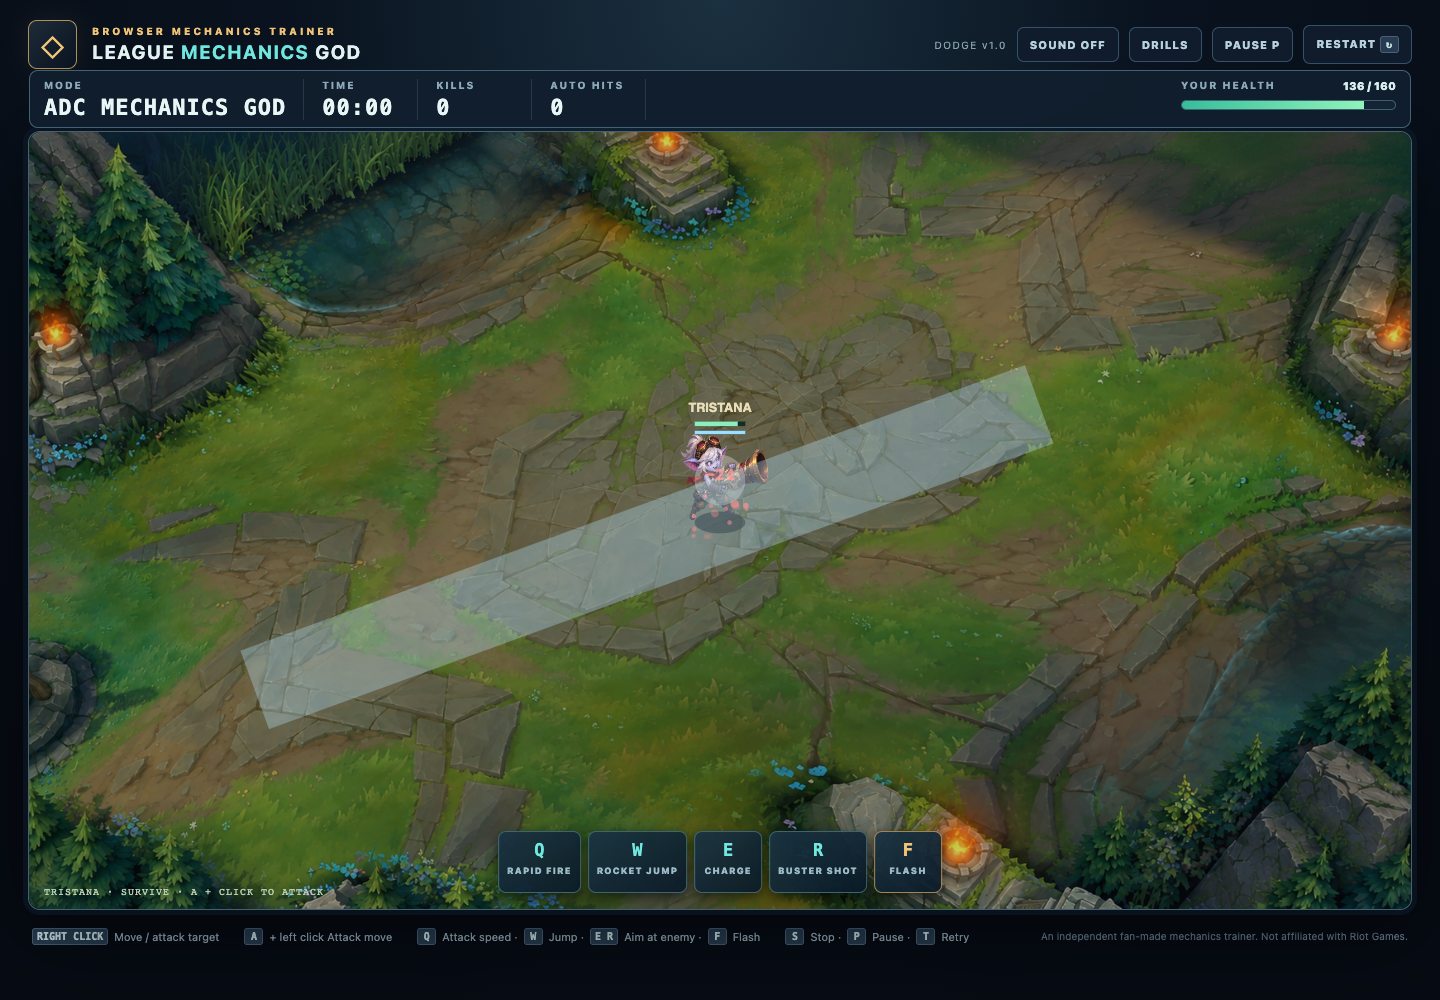 BROWSER MECHANICS TRAINER
LEAGUE MECHANICS GOD
DODGE v1.0
SOUND OFF
DRILLS
PAUSE P
RESTART ↻
MODE
ADC MECHANICS GOD
TIME
00:00
KILLS
0
AUTO HITS
0
YOUR HEALTH
136 / 160
TRISTANA
Q
RAPID FIRE
W
ROCKET JUMP
E
CHARGE
R
BUSTER SHOT
F
FLASH
TRISTANA · SURVIVE · A + CLICK TO ATTACK
RIGHT CLICK Move / attack target
A + left click Attack move
Q Attack speed · W Jump · E R Aim at enemy · F Flash
S Stop · P Pause · T Retry
An independent fan-made mechanics trainer. Not affiliated with Riot Games.